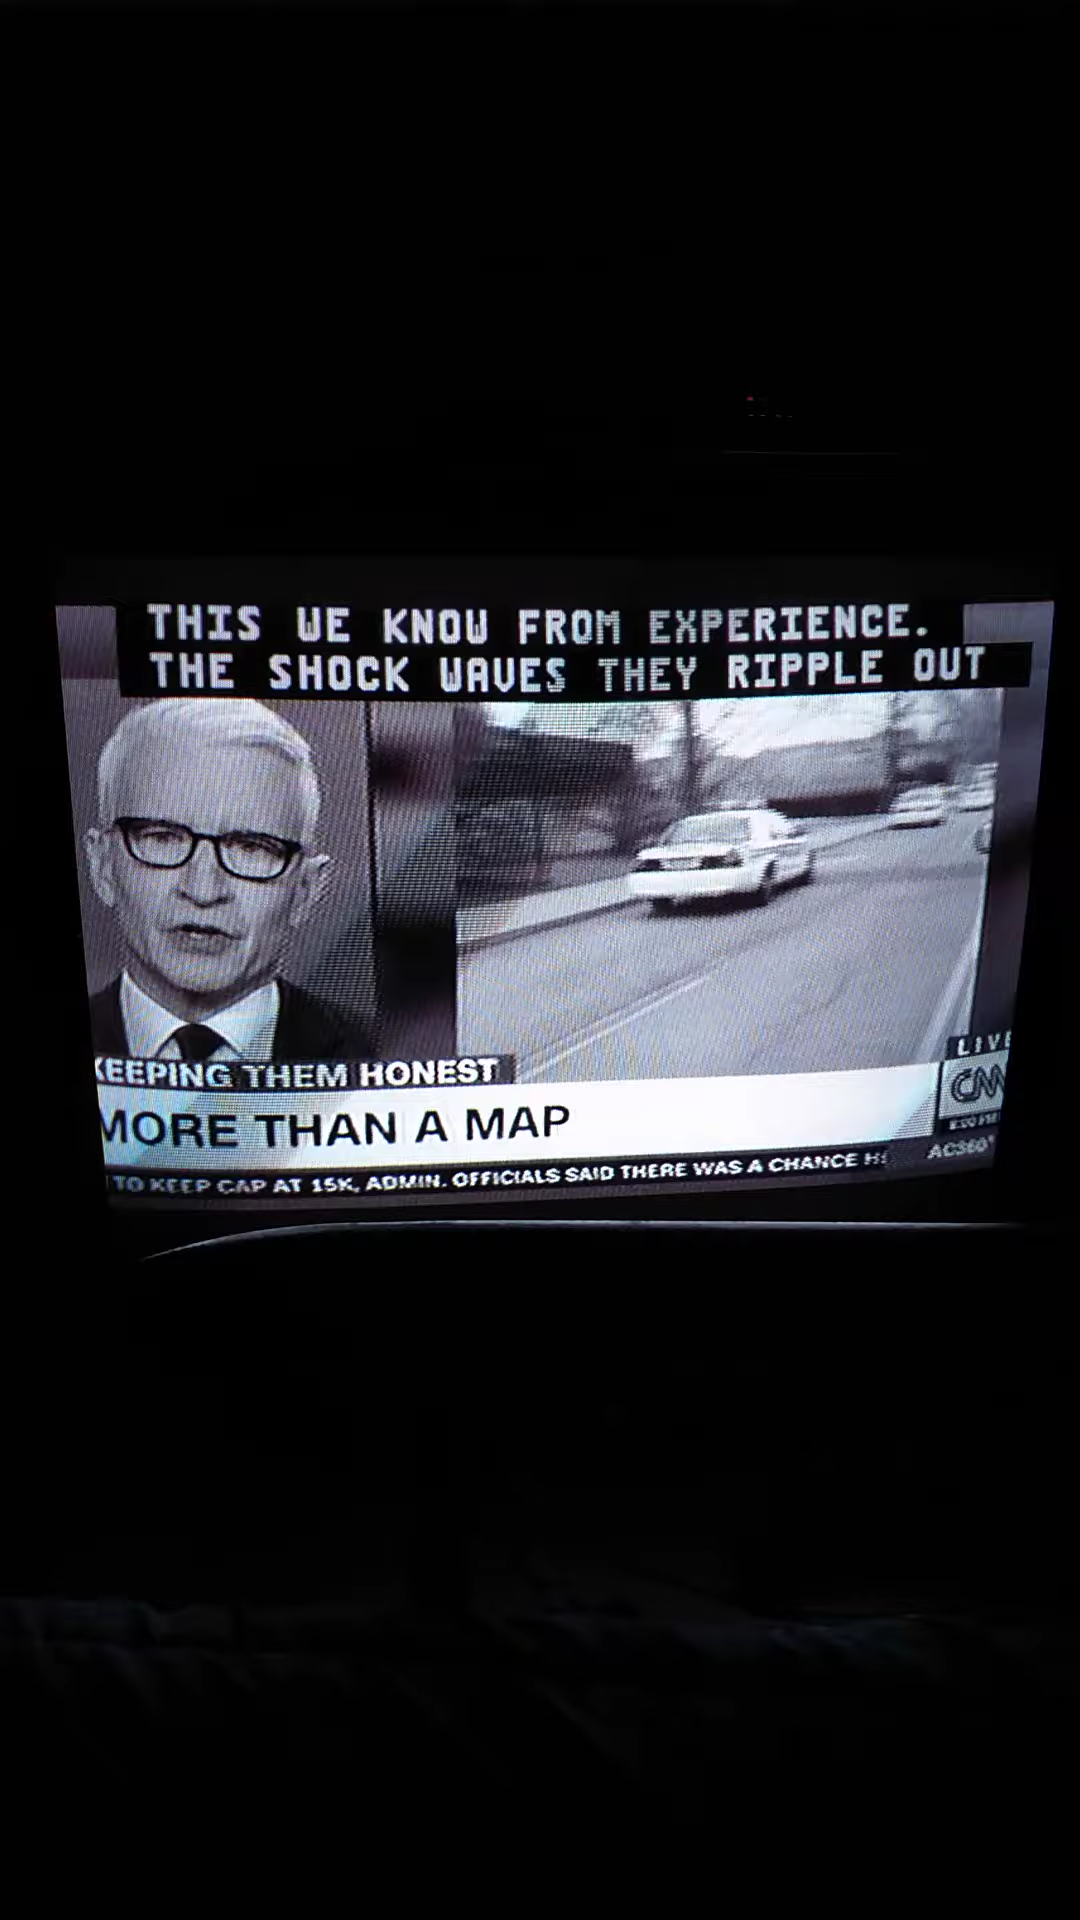 THIS WE KNOW FROM EXPERIENCE.
THE SHOCK WAVES THEY RIPPLE OUT
LIVE
KEEPING THEM HONEST
CNN
MORE THAN A MAP
AC360°
TO KEEP CAP AT 15K, ADMIN. OFFICIALS SAID THERE WAS A CHANCE